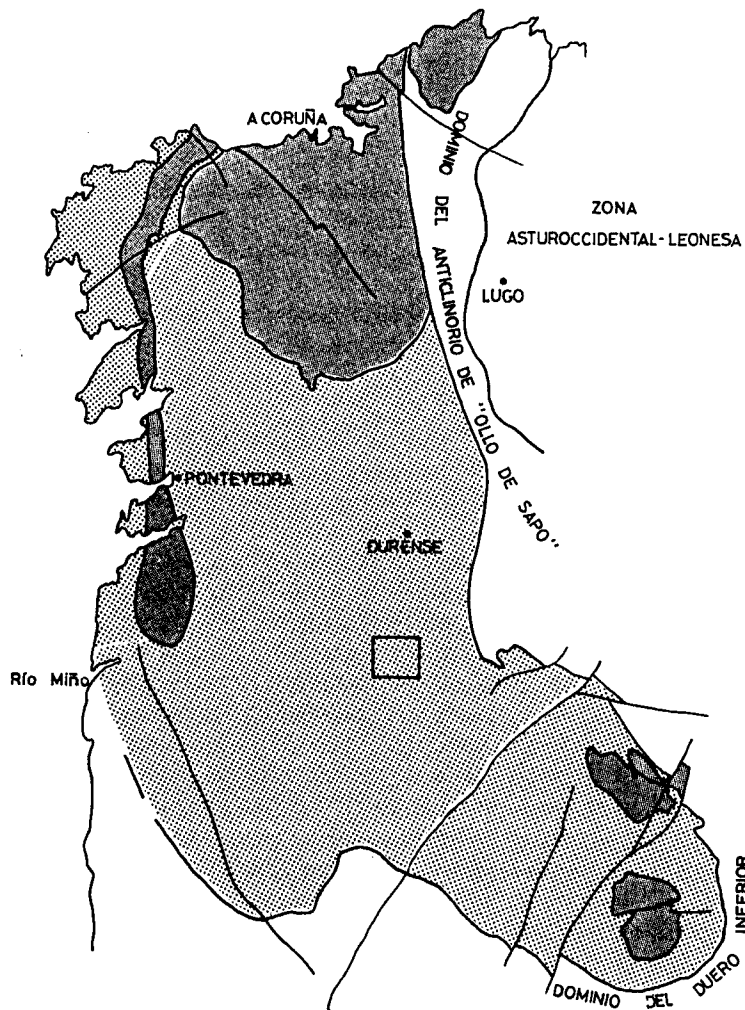 A CORUÑA
DOMINIO DEL ANTICLINORIO DE "OLLO DE SAPO"
ZONA
ASTUROCCIDENTAL-LEONESA
LUGO
PONTEVEDRA
OURENSE
Río Miño
DOMINIO DEL DUERO INFERIOR